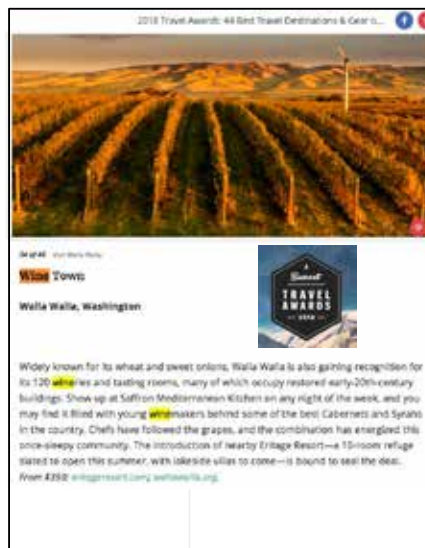 2018 Travel Awards: 44 Best Travel Destinations & Gear o...
Wine Town
Sunset
TRAVEL
AWARDS
2018
Walla Walla, Washington
Widely known for its wheat and sweet onions, Walla Walla is also gaining recognition for
its 120 wineries and tasting rooms, many of which occupy restored early-20th-century
buildings. Show up at Saffron Mediterranean Kitchen on any night of the week, and you
may find it filled with young winemakers behind some of the best Cabernets and Syrahs
in the country. Chefs have followed the grapes, and the combination has energized this
once-sleepy community. The introduction of nearby Eritage Resort—a 10-room refuge
slated to open this summer, with lakeside villas to come—is bound to seal the deal.
From $350; eritageresort.com; wallawalla.org.